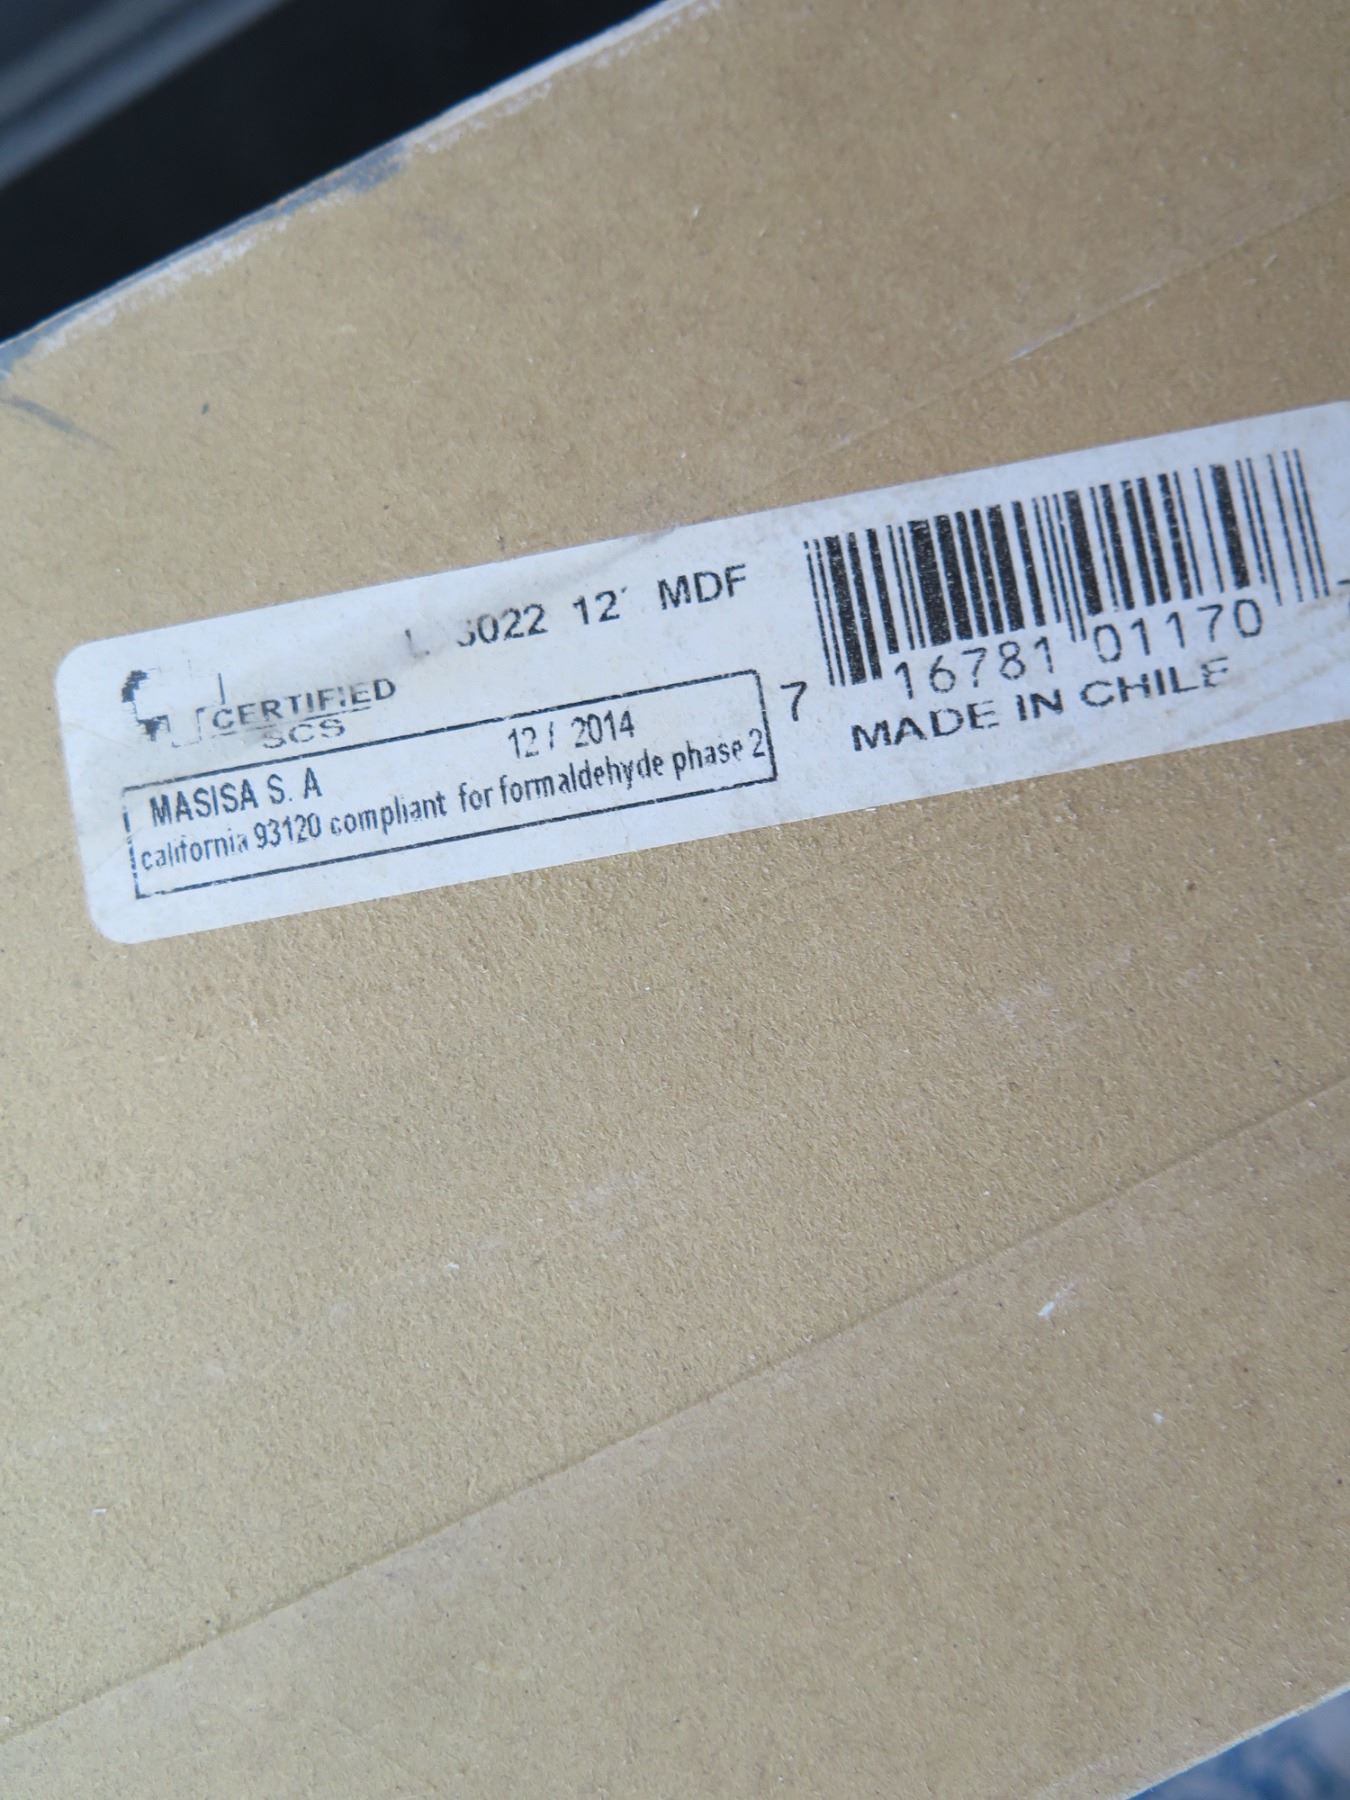 12' MDF
CERTIFIED
SCS
MASISA S. A 12 / 2014
california 93120 compliant for formaldehyde phase 2
7 16781 01170
MADE IN CHILE